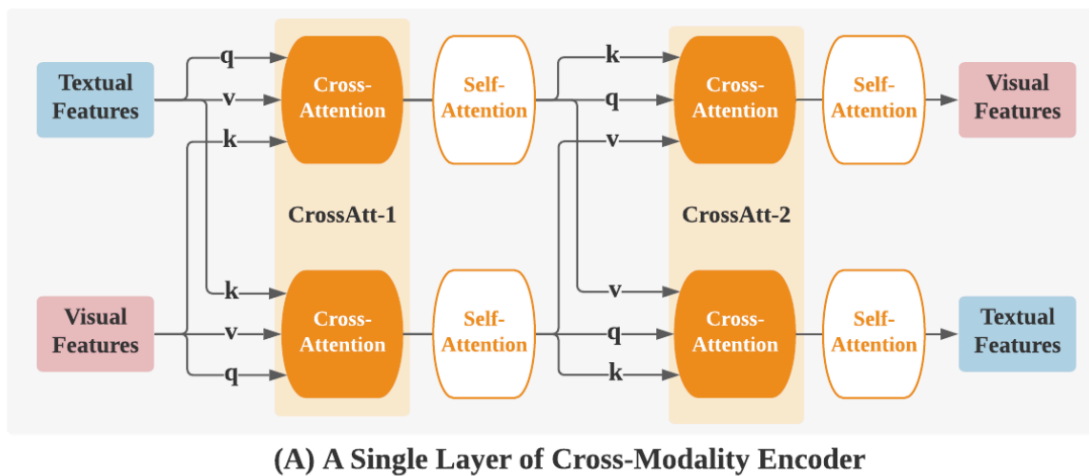 Textual
Features
q
v
k
Cross-
Attention
Self-
Attention
k
q
v
Cross-
Attention
Self-
Attention
Visual
Features
CrossAtt-1
CrossAtt-2
Visual
Features
k
v
q
Cross-
Attention
Self-
Attention
v
q
k
Cross-
Attention
Self-
Attention
Textual
Features
(A) A Single Layer of Cross-Modality Encoder